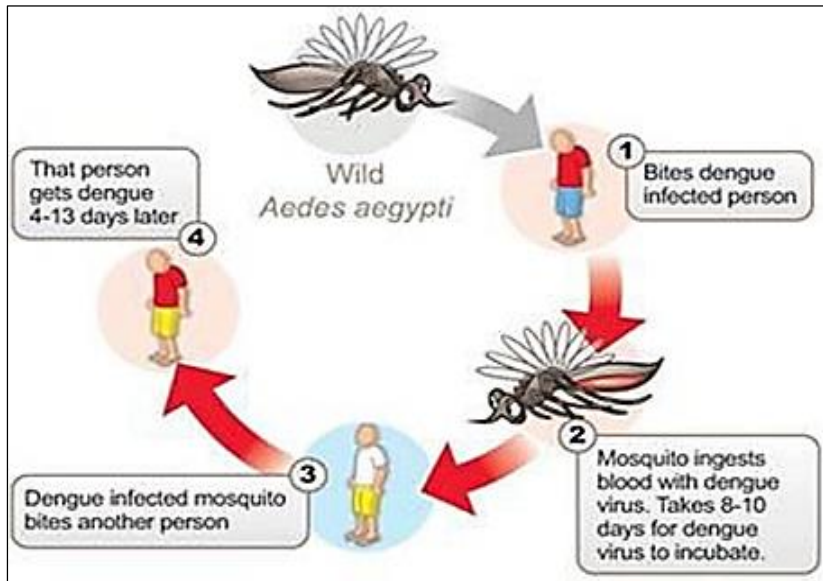 Wild
Aedes aegypti
1
Bites dengue
infected person
2
Mosquito ingests
blood with dengue
virus. Takes 8-10
days for dengue
virus to incubate.
3
Dengue infected mosquito
bites another person
4
That person
gets dengue
4-13 days later